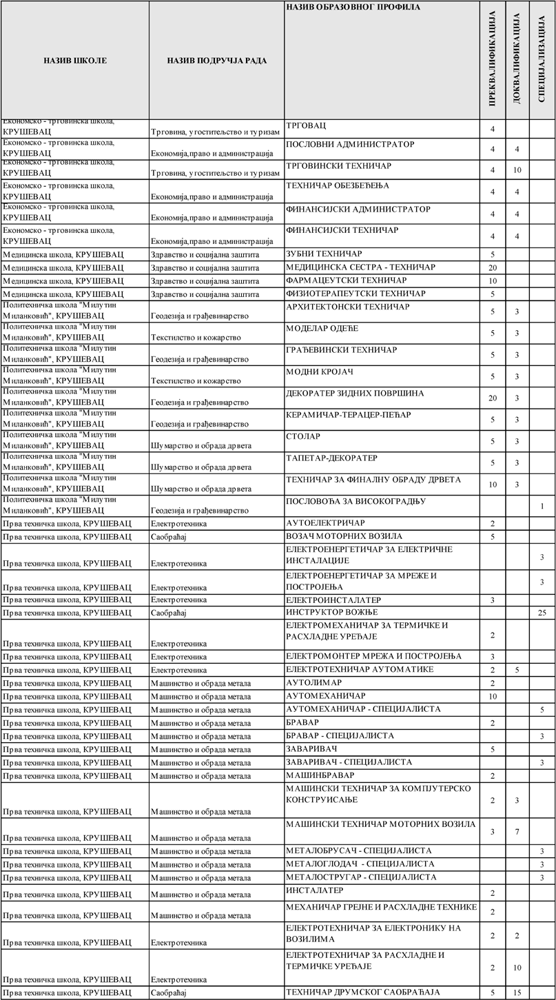 НАЗИВ ШКОЛЕ | НАЗИВ ПОДРУЧЈА РАДА | НАЗИВ ОБРАЗОВНОГ ПРОФИЛА | ПРЕКВАЛИФИКАЦИЈА | ДОКВАЛИФИКАЦИЈА | СПЕЦИЈАЛИЗАЦИЈА
Економско - трговинска школа, КРУШЕВАЦ | Трговина, угоститељство и туризам | ТРГОВАЦ | 4
Економско - трговинска школа, КРУШЕВАЦ | Економија,право и администрација | ПОСЛОВНИ АДМИНИСТРАТОР | 4 | 4
Економско - трговинска школа, КРУШЕВАЦ | Трговина, угоститељство и туризам | ТРГОВИНСКИ ТЕХНИЧАР | 4 | 10
Економско - трговинска школа, КРУШЕВАЦ | Економија,право и администрација | ТЕХНИЧАР ОБЕЗБЕЂЕЊА | 4 | 4
Економско - трговинска школа, КРУШЕВАЦ | Економија,право и администрација | ФИНАНСИЈСКИ АДМИНИСТРАТОР | 4 | 4
Економско - трговинска школа, КРУШЕВАЦ | Економија,право и администрација | ФИНАНСИЈСКИ ТЕХНИЧАР | 4 | 4
Медицинска школа, КРУШЕВАЦ | Здравство и социјална заштита | ЗУБНИ ТЕХНИЧАР | 5
Медицинска школа, КРУШЕВАЦ | Здравство и социјална заштита | МЕДИЦИНСКА СЕСТРА - ТЕХНИЧАР | 20
Медицинска школа, КРУШЕВАЦ | Здравство и социјална заштита | ФАРМАЦЕУТСКИ ТЕХНИЧАР | 10
Медицинска школа, КРУШЕВАЦ | Здравство и социјална заштита | ФИЗИОТЕРАПЕУТСКИ ТЕХНИЧАР | 5
Политехничка школа "Милутин Миланковић", КРУШЕВАЦ | Геодезија и грађевинарство | АРХИТЕКТОНСКИ ТЕХНИЧАР | 5 | 3
Политехничка школа "Милутин Миланковић", КРУШЕВАЦ | Текстилство и кожарство | МОДЕЛАР ОДЕЋЕ | 5 | 3
Политехничка школа "Милутин Миланковић", КРУШЕВАЦ | Геодезија и грађевинарство | ГРАЂЕВИНСКИ ТЕХНИЧАР | 5 | 3
Политехничка школа "Милутин Миланковић", КРУШЕВАЦ | Текстилство и кожарство | МОДНИ КРОЈАЧ | 5 | 3
Политехничка школа "Милутин Миланковић", КРУШЕВАЦ | Геодезија и грађевинарство | ДЕКОРАТЕР ЗИДНИХ ПОВРШИНА | 20 | 3
Политехничка школа "Милутин Миланковић", КРУШЕВАЦ | Геодезија и грађевинарство | КЕРАМИЧАР-ТЕРАЦЕР-ПЕЋАР | 5 | 3
Политехничка школа "Милутин Миланковић", КРУШЕВАЦ | Шумарство и обрада дрвета | СТОЛАР | 5 | 3
Политехничка школа "Милутин Миланковић", КРУШЕВАЦ | Шумарство и обрада дрвета | ТАПЕТАР-ДЕКОРАТЕР | 5 | 3
Политехничка школа "Милутин Миланковић", КРУШЕВАЦ | Шумарство и обрада дрвета | ТЕХНИЧАР ЗА ФИНАЛНУ ОБРАДУ ДРВЕТА | 10 | 3
Политехничка школа "Милутин Миланковић", КРУШЕВАЦ | Геодезија и грађевинарство | ПОСЛОВОЂА ЗА ВИСОКОГРАДЊУ | 1
Прва техничка школа, КРУШЕВАЦ | Електротехника | АУТОЕЛЕКТРИЧАР | 2
Прва техничка школа, КРУШЕВАЦ | Саобраћај | ВОЗАЧ МОТОРНИХ ВОЗИЛА | 5
Прва техничка школа, КРУШЕВАЦ | Електротехника | ЕЛЕКТРОЕНЕРГЕТИЧАР ЗА ЕЛЕКТРИЧНЕ ИНСТАЛАЦИЈЕ | 3
Прва техничка школа, КРУШЕВАЦ | Електротехника | ЕЛЕКТРОЕНЕРГЕТИЧАР ЗА МРЕЖЕ И ПОСТРОЈЕЊА | 3
Прва техничка школа, КРУШЕВАЦ | Електротехника | ЕЛЕКТРОИНСТАЛАТЕР | 3
Прва техничка школа, КРУШЕВАЦ | Саобраћај | ИНСТРУКТОР ВОЖЊЕ | 25
Прва техничка школа, КРУШЕВАЦ | Електротехника | ЕЛЕКТРОМЕХАНИЧАР ЗА ТЕРМИЧКЕ И РАСХЛАДНЕ УРЕЂАЈЕ | 2
Прва техничка школа, КРУШЕВАЦ | Електротехника | ЕЛЕКТРОМОНТЕР МРЕЖА И ПОСТРОЈЕЊА | 3
Прва техничка школа, КРУШЕВАЦ | Електротехника | ЕЛЕКТРОТЕХНИЧАР АУТОМАТИКЕ | 2 | 5
Прва техничка школа, КРУШЕВАЦ | Машинство и обрада метала | АУТОЛИМАР | 2
Прва техничка школа, КРУШЕВАЦ | Машинство и обрада метала | АУТОМЕХАНИЧАР | 10
Прва техничка школа, КРУШЕВАЦ | Машинство и обрада метала | АУТОМЕХАНИЧАР - СПЕЦИЈАЛИСТА | 5
Прва техничка школа, КРУШЕВАЦ | Машинство и обрада метала | БРАВАР | 2
Прва техничка школа, КРУШЕВАЦ | Машинство и обрада метала | БРАВАР - СПЕЦИЈАЛИСТА | 3
Прва техничка школа, КРУШЕВАЦ | Машинство и обрада метала | ЗАВАРИВАЧ | 5
Прва техничка школа, КРУШЕВАЦ | Машинство и обрада метала | ЗАВАРИВАЧ - СПЕЦИЈАЛИСТА | 3
Прва техничка школа, КРУШЕВАЦ | Машинство и обрада метала | МАШИНБРАВАР | 2
Прва техничка школа, КРУШЕВАЦ | Машинство и обрада метала | МАШИНСКИ ТЕХНИЧАР ЗА КОМПЈУТЕРСКО КОНСТРУИСАЊЕ | 2 | 3
Прва техничка школа, КРУШЕВАЦ | Машинство и обрада метала | МАШИНСКИ ТЕХНИЧАР МОТОРНИХ ВОЗИЛА | 3 | 7
Прва техничка школа, КРУШЕВАЦ | Машинство и обрада метала | МЕТАЛОБРУСАЧ - СПЕЦИЈАЛИСТА | 3
Прва техничка школа, КРУШЕВАЦ | Машинство и обрада метала | МЕТАЛОГЛОДАЧ - СПЕЦИЈАЛИСТА | 3
Прва техничка школа, КРУШЕВАЦ | Машинство и обрада метала | МЕТАЛОСТРУГАР - СПЕЦИЈАЛИСТА | 3
Прва техничка школа, КРУШЕВАЦ | Машинство и обрада метала | ИНСТАЛАТЕР | 2
Прва техничка школа, КРУШЕВАЦ | Машинство и обрада метала | МЕХАНИЧАР ГРЕЈНЕ И РАСХЛАДНЕ ТЕХНИКЕ | 2
Прва техничка школа, КРУШЕВАЦ | Електротехника | ЕЛЕКТРОТЕХНИЧАР ЗА ЕЛЕКТРОНИКУ НА ВОЗИЛИМА | 2 | 2
Прва техничка школа, КРУШЕВАЦ | Електротехника | ЕЛЕКТРОТЕХНИЧАР ЗА РАСХЛАДНЕ И ТЕРМИЧКЕ УРЕЂАЈЕ | 2 | 10
Прва техничка школа, КРУШЕВАЦ | Саобраћај | ТЕХНИЧАР ДРУМСКОГ САОБРАЋАЈА | 5 | 15